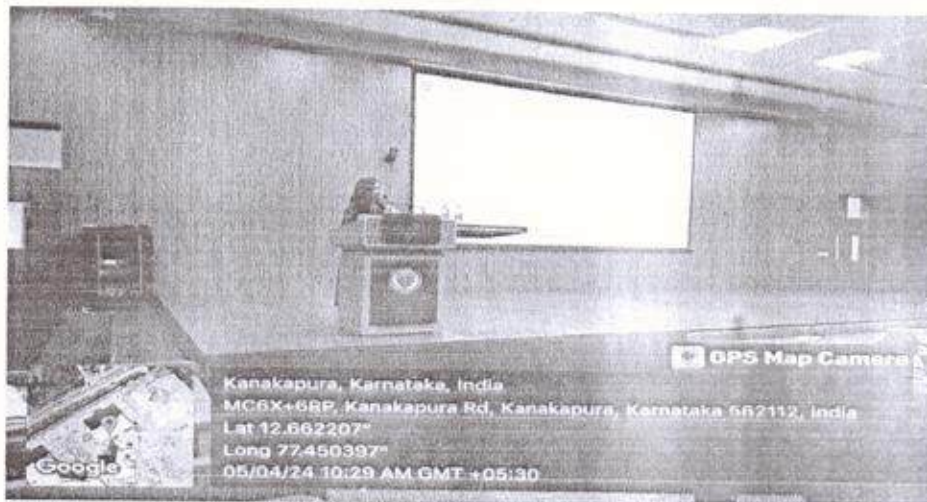 GPS Map Camera
Kanakapura, Karnataka, India
MC6X+6RP, Kanakapura Rd, Kanakapura, Karnataka 562112, India
Lat 12.662207°
Long 77.450397°
05/04/24 10:29 AM GMT +05:30
Google